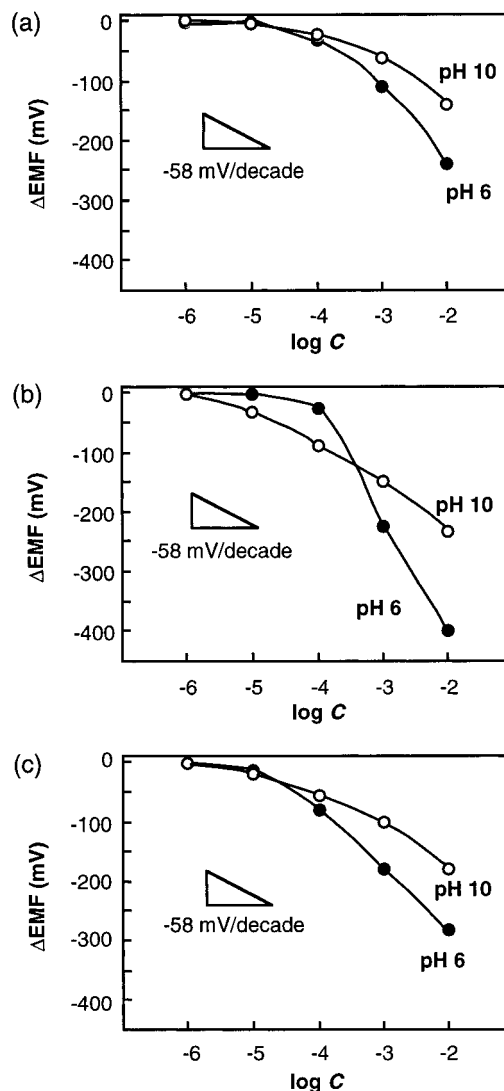 (a)
0
-100
-200
-300
-400
ΔEMF (mV)
pH 10
pH 6
-58 mV/decade
-6 -5 -4 -3 -2
log C
(b)
0
-100
-200
-300
-400
ΔEMF (mV)
pH 10
-58 mV/decade
pH 6
-6 -5 -4 -3 -2
log C
(c)
0
-100
-200
-300
-400
ΔEMF (mV)
pH 10
-58 mV/decade
pH 6
-6 -5 -4 -3 -2
log C